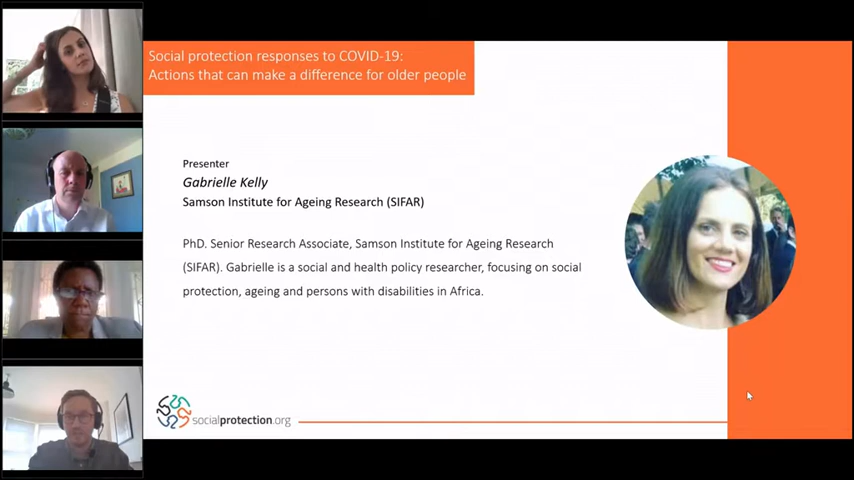 Social protection responses to COVID-19:
Actions that can make a difference for older people
Presenter
Gabrielle Kelly
Samson Institute for Ageing Research (SIFAR)
PhD. Senior Research Associate, Samson Institute for Ageing Research
(SIFAR). Gabrielle is a social and health policy researcher, focusing on social
protection, ageing and persons with disabilities in Africa.
socialprotection.org